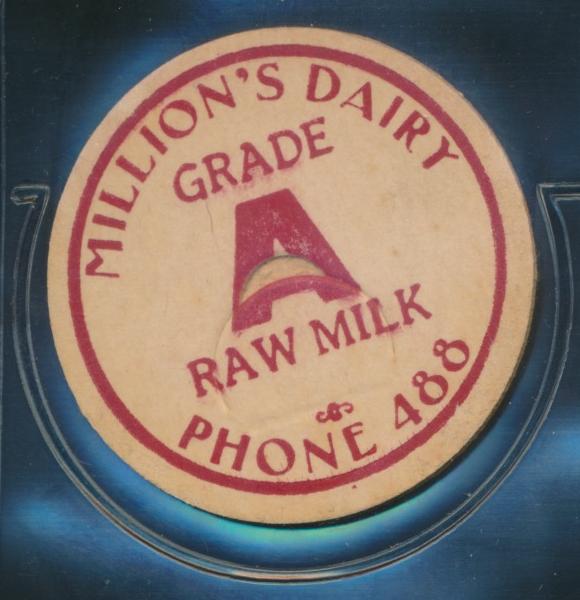 MILLION'S DAIRY
GRADE
A
RAW MILK
PHONE 488